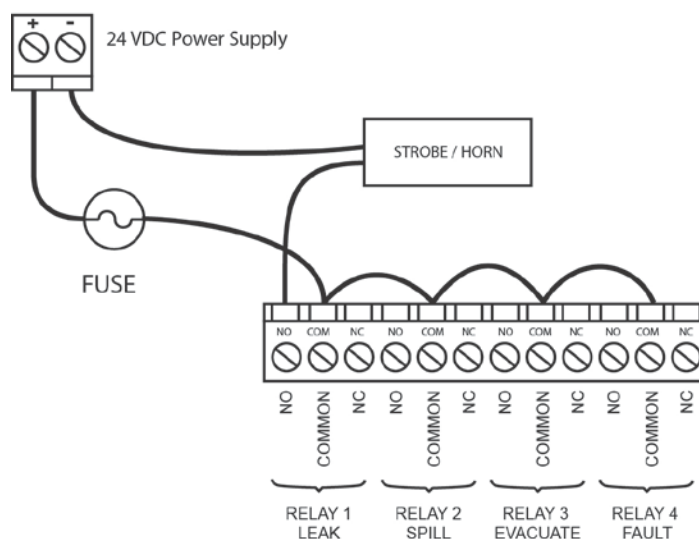 + -
24 VDC Power Supply
STROBE / HORN
FUSE
NO COM NC NO COM NC NO COM NC NO COM NC
NO COMMON NC NO COMMON NC NO COMMON NC NO COMMON NC
RELAY 1 RELAY 2 RELAY 3 RELAY 4
LEAK SPILL EVACUATE FAULT